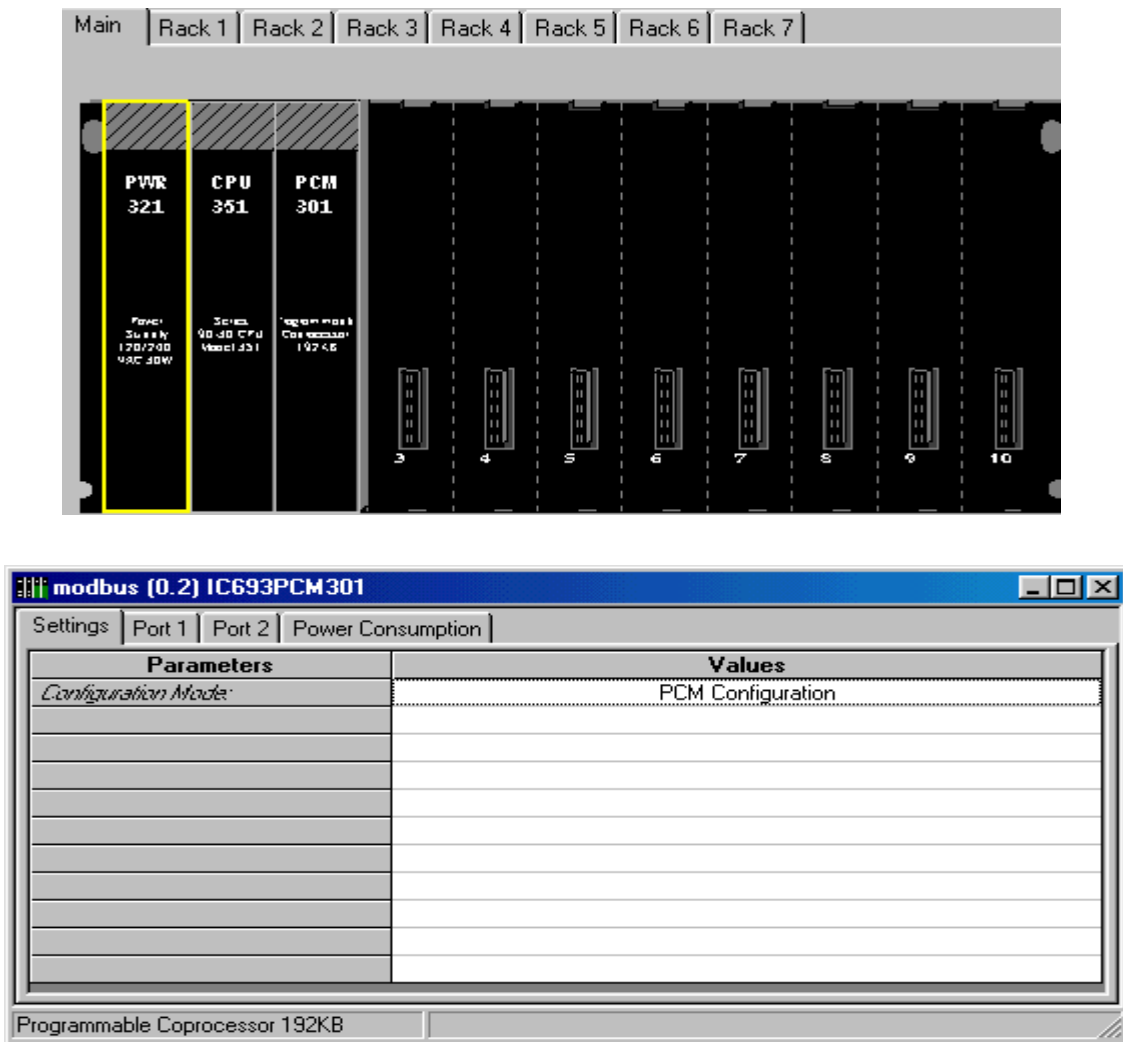 Main Rack 1 Rack 2 Rack 3 Rack 4 Rack 5 Rack 6 Rack 7
PWR CPU PCM
321 351 301
Power Series
Supply 90-30 CPU Coprocessor
120/240 Model 351 192KB
VAC 30W
3 4 5 6 7 8 9 10
modbus (0.2) IC693PCM301
Settings Port 1 Port 2 Power Consumption
Parameters Values
Configuration Mode: PCM Configuration
Programmable Coprocessor 192KB